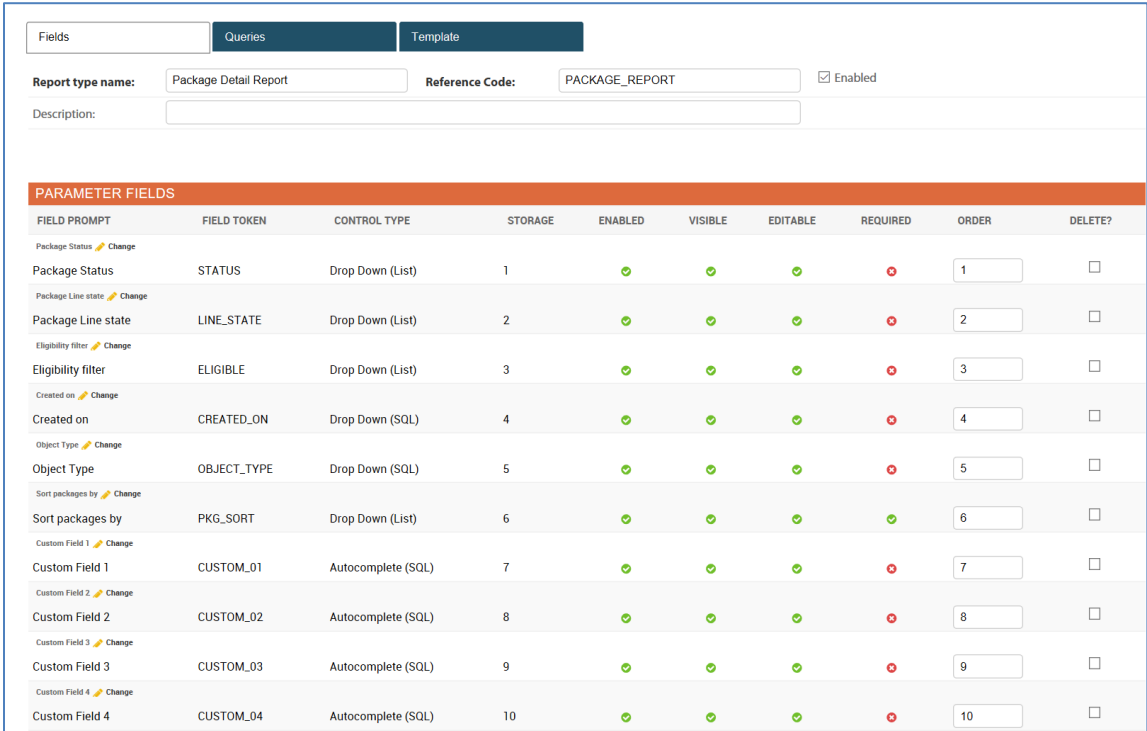 Fields Queries Template
Report type name: Package Detail Report Reference Code: PACKAGE_REPORT Enabled
Description:
PARAMETER FIELDS
FIELD PROMPT FIELD TOKEN CONTROL TYPE STORAGE ENABLED VISIBLE EDITABLE REQUIRED ORDER DELETE?
Package Status Change
Package Status STATUS Drop Down (List) 1 1
Package Line state Change
Package Line state LINE_STATE Drop Down (List) 2 2
Eligibility filter Change
Eligibility filter ELIGIBLE Drop Down (List) 3 3
Created on Change
Created on CREATED_ON Drop Down (SQL) 4 4
Object Type Change
Object Type OBJECT_TYPE Drop Down (SQL) 5 5
Sort packages by Change
Sort packages by PKG_SORT Drop Down (List) 6 6
Custom Field 1 Change
Custom Field 1 CUSTOM_01 Autocomplete (SQL) 7 7
Custom Field 2 Change
Custom Field 2 CUSTOM_02 Autocomplete (SQL) 8 8
Custom Field 3 Change
Custom Field 3 CUSTOM_03 Autocomplete (SQL) 9 9
Custom Field 4 Change
Custom Field 4 CUSTOM_04 Autocomplete (SQL) 10 10